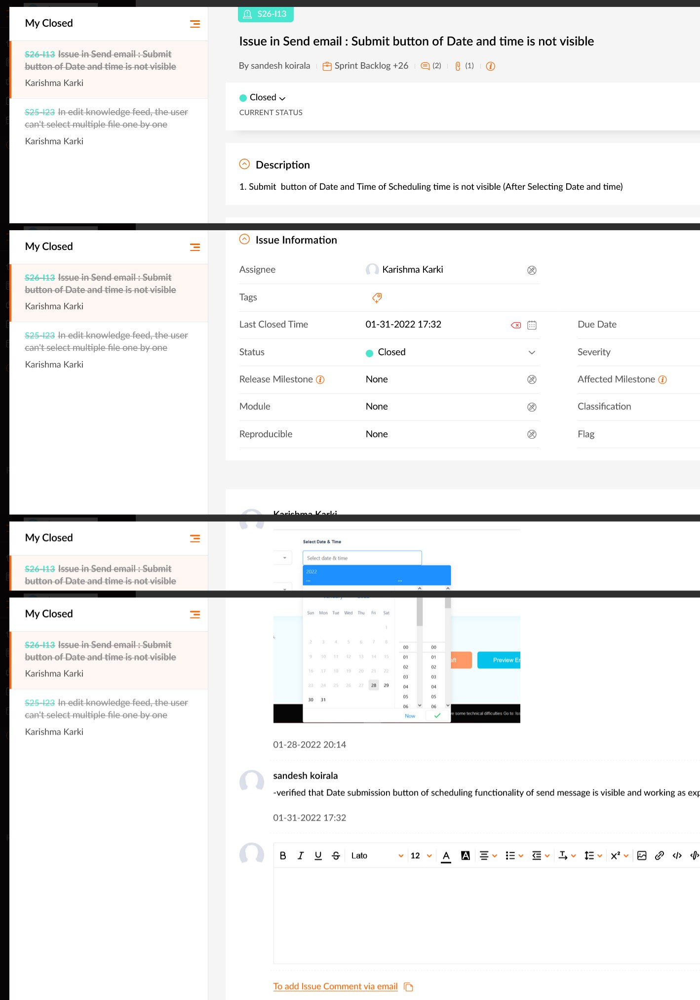 My Closed
S26-I13
Issue in Send email : Submit button of Date and time is not visible
By sandesh koirala Sprint Backlog +26 (2) (1)
S26-I13 Issue in Send email : Submit
button of Date and time is not visible
Karishma Karki
S25-I23 In edit knowledge feed, the user
can't select multiple file one by one
Karishma Karki
Closed
CURRENT STATUS
Description
1. Submit button of Date and Time of Scheduling time is not visible (After Selecting Date and time)
My Closed
S26-I13 Issue in Send email : Submit
button of Date and time is not visible
Karishma Karki
S25-I23 In edit knowledge feed, the user
can't select multiple file one by one
Karishma Karki
Issue Information
Assignee Karishma Karki
Tags
Last Closed Time 01-31-2022 17:32 Due Date
Status Closed Severity
Release Milestone None Affected Milestone
Module None Classification
Reproducible None Flag
Karishma Karki
My Closed
S26-I13 Issue in Send email : Submit
button of Date and time is not visible
Select Date & Time
Select date & time
2022
... ...
My Closed
S26-I13 Issue in Send email : Submit
button of Date and time is not visible
Karishma Karki
S25-I23 In edit knowledge feed, the user
can't select multiple file one by one
Karishma Karki
Sun Mon Tue Wed Thu Fri Sat
1
2 3 4 5 6 7 8
9 10 11 12 13 14 15
16 17 18 19 20 21 22
23 24 25 26 27 28 29
30 31
00 00
01 01
02 02
03 03
04 04
05 05
06 06
Now
aft
Preview Er
ve some technical difficulties Go to: Iss
01-28-2022 20:14
sandesh koirala
-verified that Date submission button of scheduling functionality of send message is visible and working as exp
01-31-2022 17:32
B I U S Lato 12 A A
To add Issue Comment via email